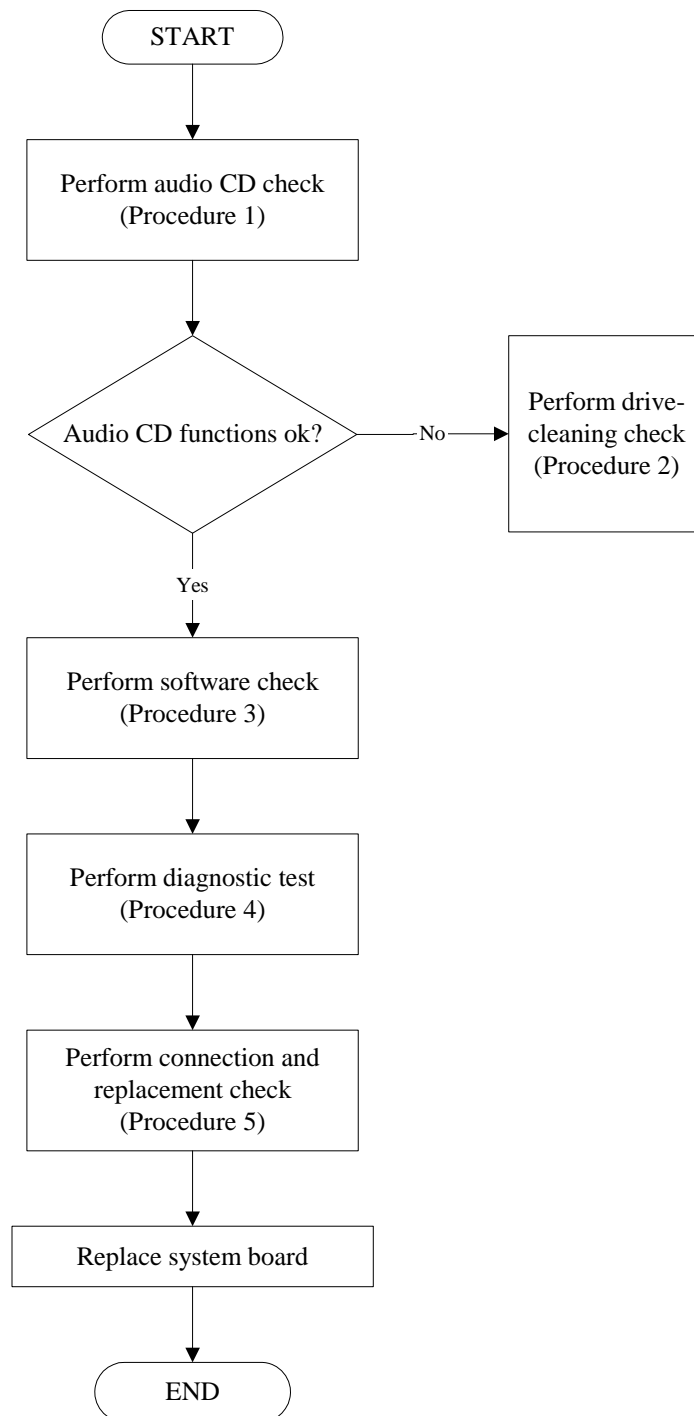 START
Perform audio CD check
(Procedure 1)
Audio CD functions ok?
No
Perform drive-
cleaning check
(Procedure 2)
Yes
Perform software check
(Procedure 3)
Perform diagnostic test
(Procedure 4)
Perform connection and
replacement check
(Procedure 5)
Replace system board
END